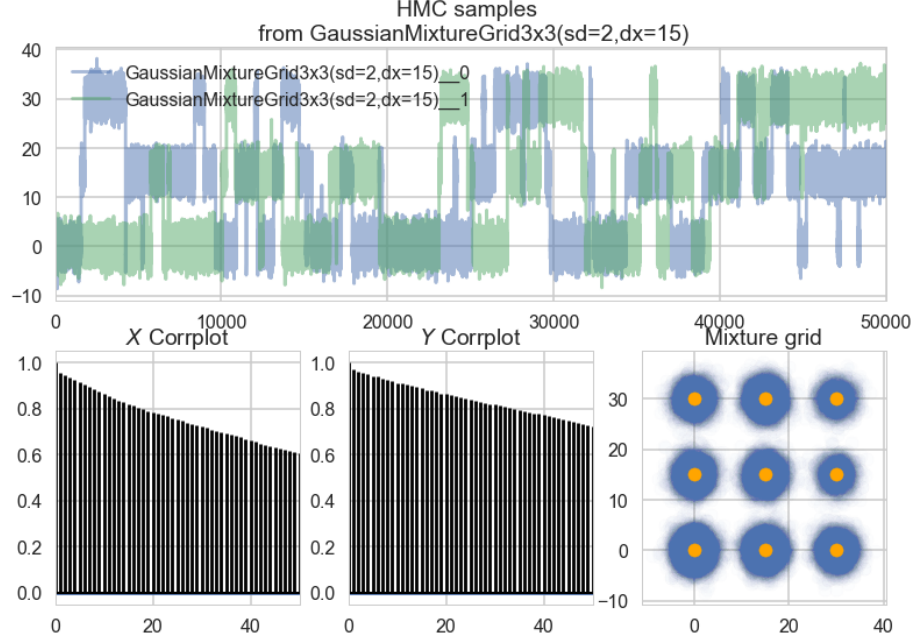 HMC samples
from GaussianMixtureGrid3x3(sd=2,dx=15)
40
30
20
10
0
−10
GaussianMixtureGrid3x3(sd=2,dx=15)__0
GaussianMixtureGrid3x3(sd=2,dx=15)__1
0 10000 20000 30000 40000 50000
X Corrplot Y Corrplot Mixture grid
1.0
0.8
0.6
0.4
0.2
0.0
0 20 40
1.0
0.8
0.6
0.4
0.2
0.0
0 20 40
30
20
10
0
−10
0 20 40